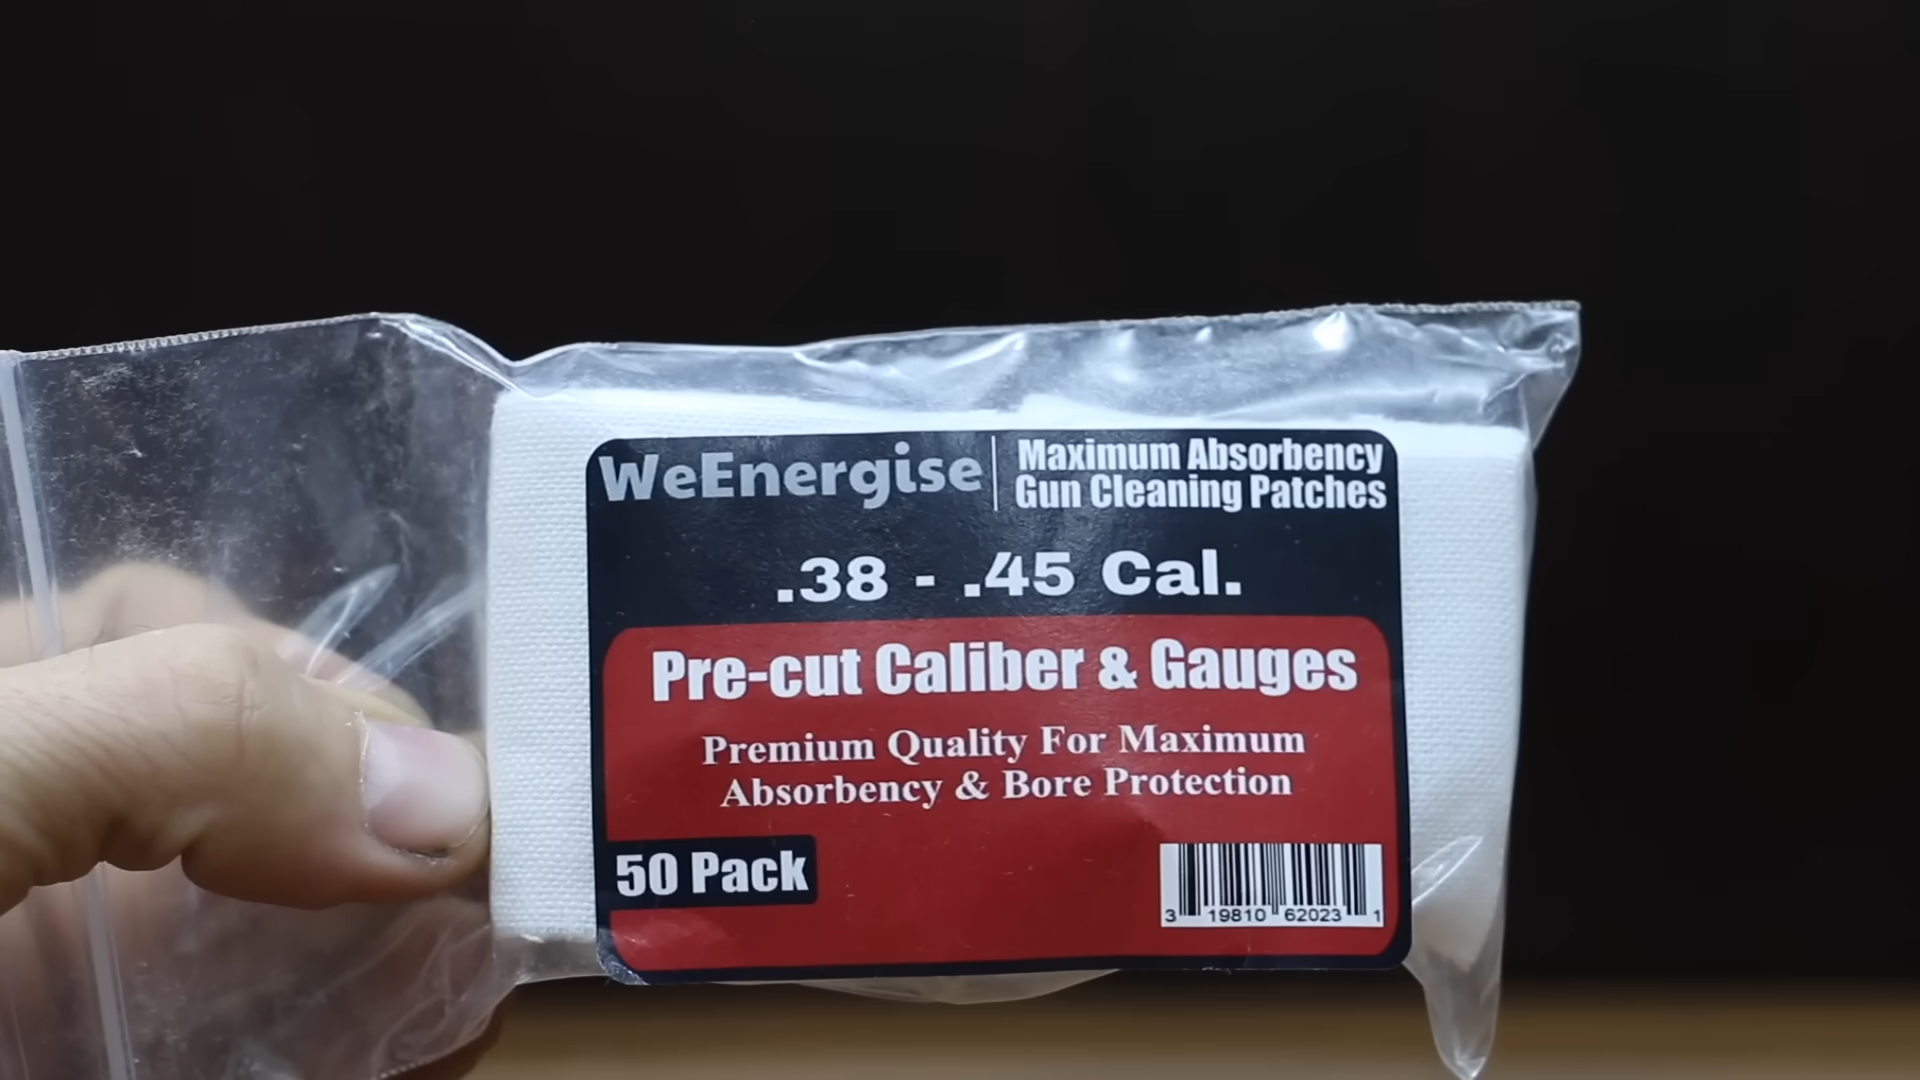 WeEnergise
Maximum Absorbency
Gun Cleaning Patches
.38 - .45 Cal.
Pre-cut Caliber & Gauges
Premium Quality For Maximum
Absorbency & Bore Protection
50 Pack
3 19810 62023 1